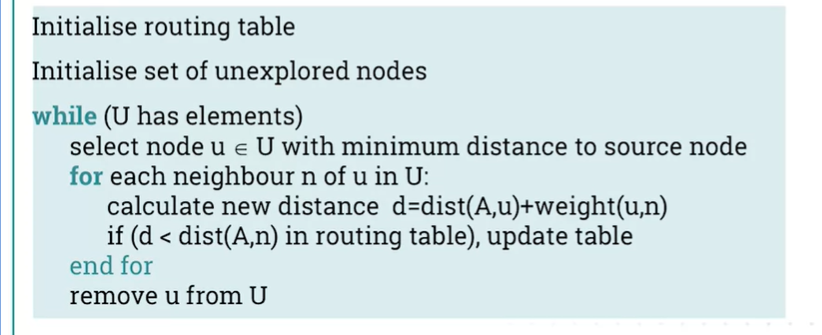 Initialise routing table
Initialise set of unexplored nodes
while (U has elements)
select node u ∈ U with minimum distance to source node
for each neighbour n of u in U:
calculate new distance d=dist(A,u)+weight(u,n)
if (d < dist(A,n) in routing table), update table
end for
remove u from U